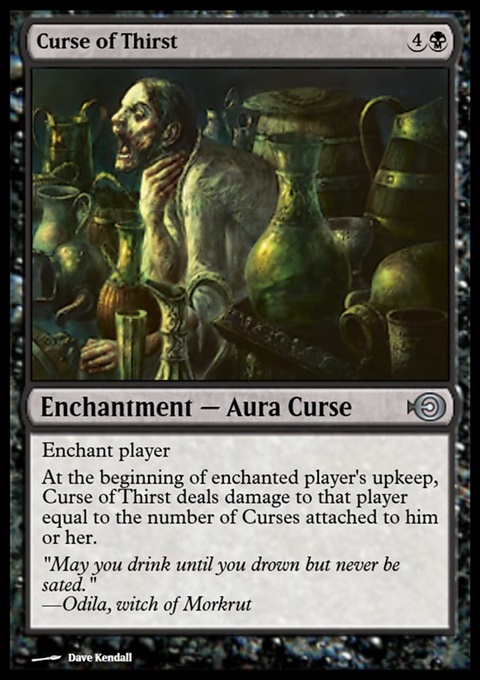 Curse of Thirst
4
Enchantment — Aura Curse
Enchant player
At the beginning of enchanted player's upkeep,
Curse of Thirst deals damage to that player
equal to the number of Curses attached to him
or her.
"May you drink until you drown but never be
sated."
—Odila, witch of Morkrut
Dave Kendall